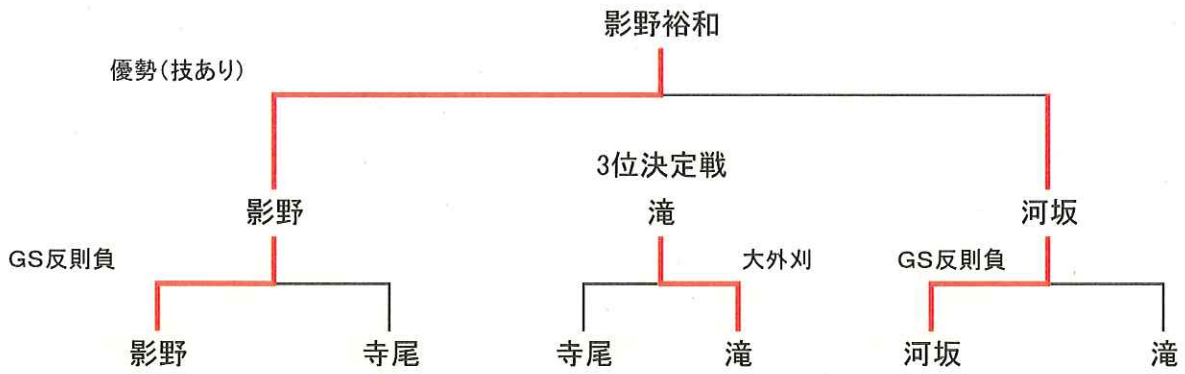 影野裕和
優勢(技あり)
3位決定戦
影野
滝
河坂
GS反則負
大外刈
GS反則負
影野
寺尾
寺尾
滝
河坂
滝